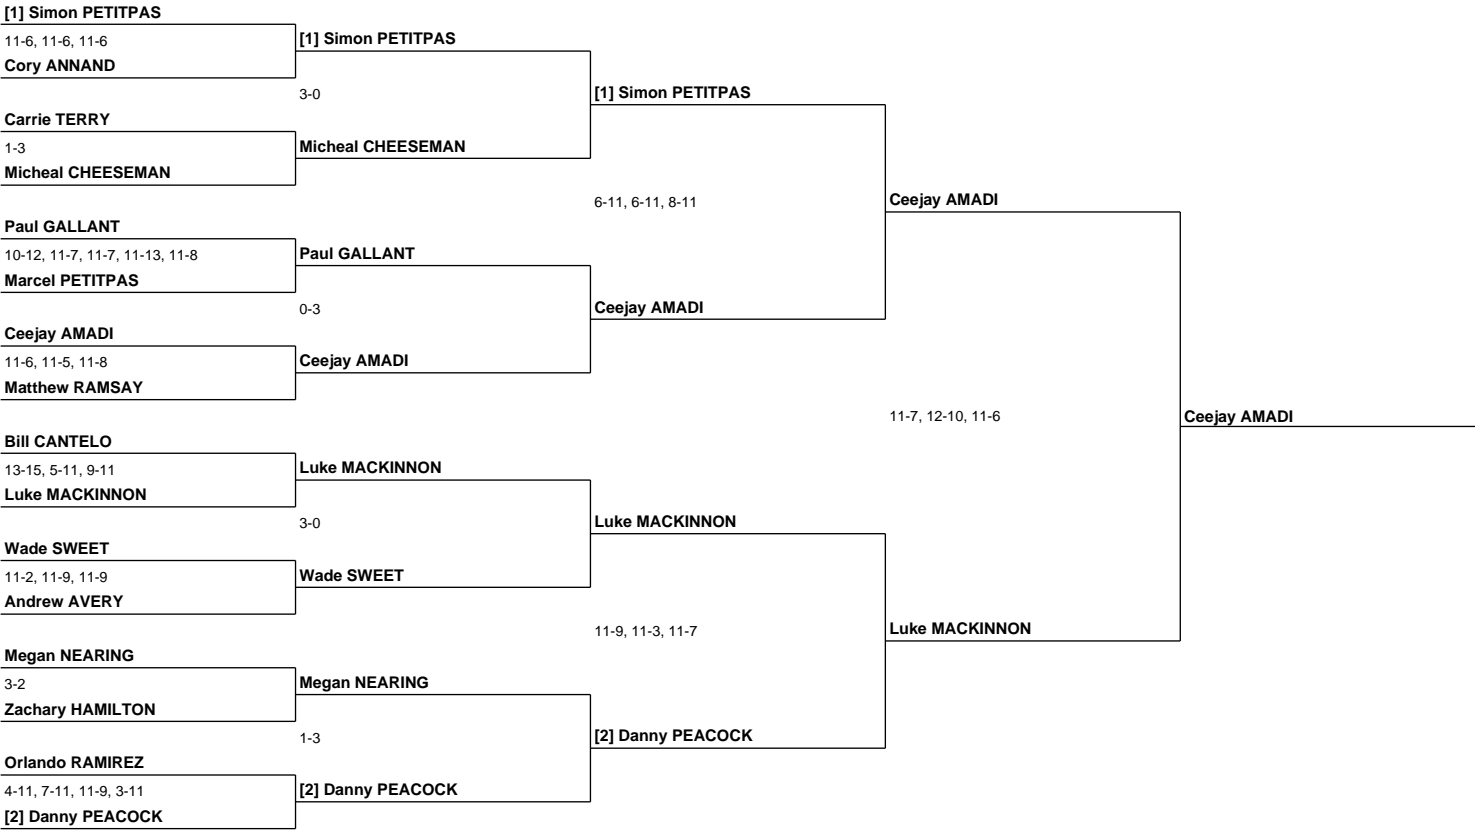 [1] Simon PETITPAS
11-6, 11-6, 11-6
Cory ANNAND
Carrie TERRY
1-3
Micheal CHEESEMAN
Paul GALLANT
10-12, 11-7, 11-7, 11-13, 11-8
Marcel PETITPAS
Ceejay AMADI
11-6, 11-5, 11-8
Matthew RAMSAY
Bill CANTELO
13-15, 5-11, 9-11
Luke MACKINNON
Wade SWEET
11-2, 11-9, 11-9
Andrew AVERY
Megan NEARING
3-2
Zachary HAMILTON
Orlando RAMIREZ
4-11, 7-11, 11-9, 3-11
[2] Danny PEACOCK
[1] Simon PETITPAS
3-0
Micheal CHEESEMAN
Paul GALLANT
0-3
Ceejay AMADI
Luke MACKINNON
3-0
Wade SWEET
Megan NEARING
1-3
[2] Danny PEACOCK
[1] Simon PETITPAS
6-11, 6-11, 8-11
Ceejay AMADI
Luke MACKINNON
11-9, 11-3, 11-7
[2] Danny PEACOCK
Ceejay AMADI
11-7, 12-10, 11-6
Luke MACKINNON
Ceejay AMADI